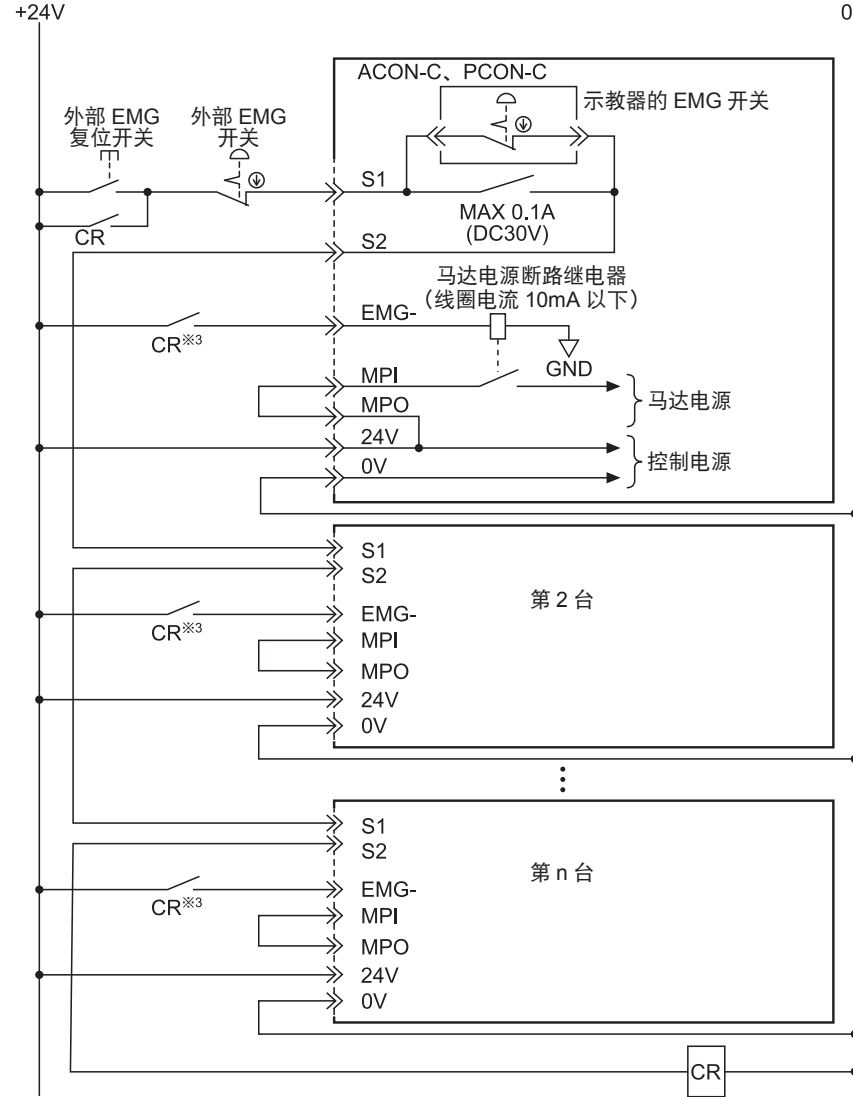 +24V
0
ACON-C、PCON-C
示教器的 EMG 开关
外部 EMG
复位开关
外部 EMG
开关
S1
MAX 0.1A
(DC30V)
CR
S2
马达电源断路继电器
（线圈电流 10mA 以下）
EMG-
CR※3
GND
MPI
MPO
马达电源
24V
0V
控制电源
S1
S2
第 2 台
EMG-
CR※3
MPI
MPO
24V
0V
S1
S2
第 n 台
EMG-
CR※3
MPI
MPO
24V
0V
CR